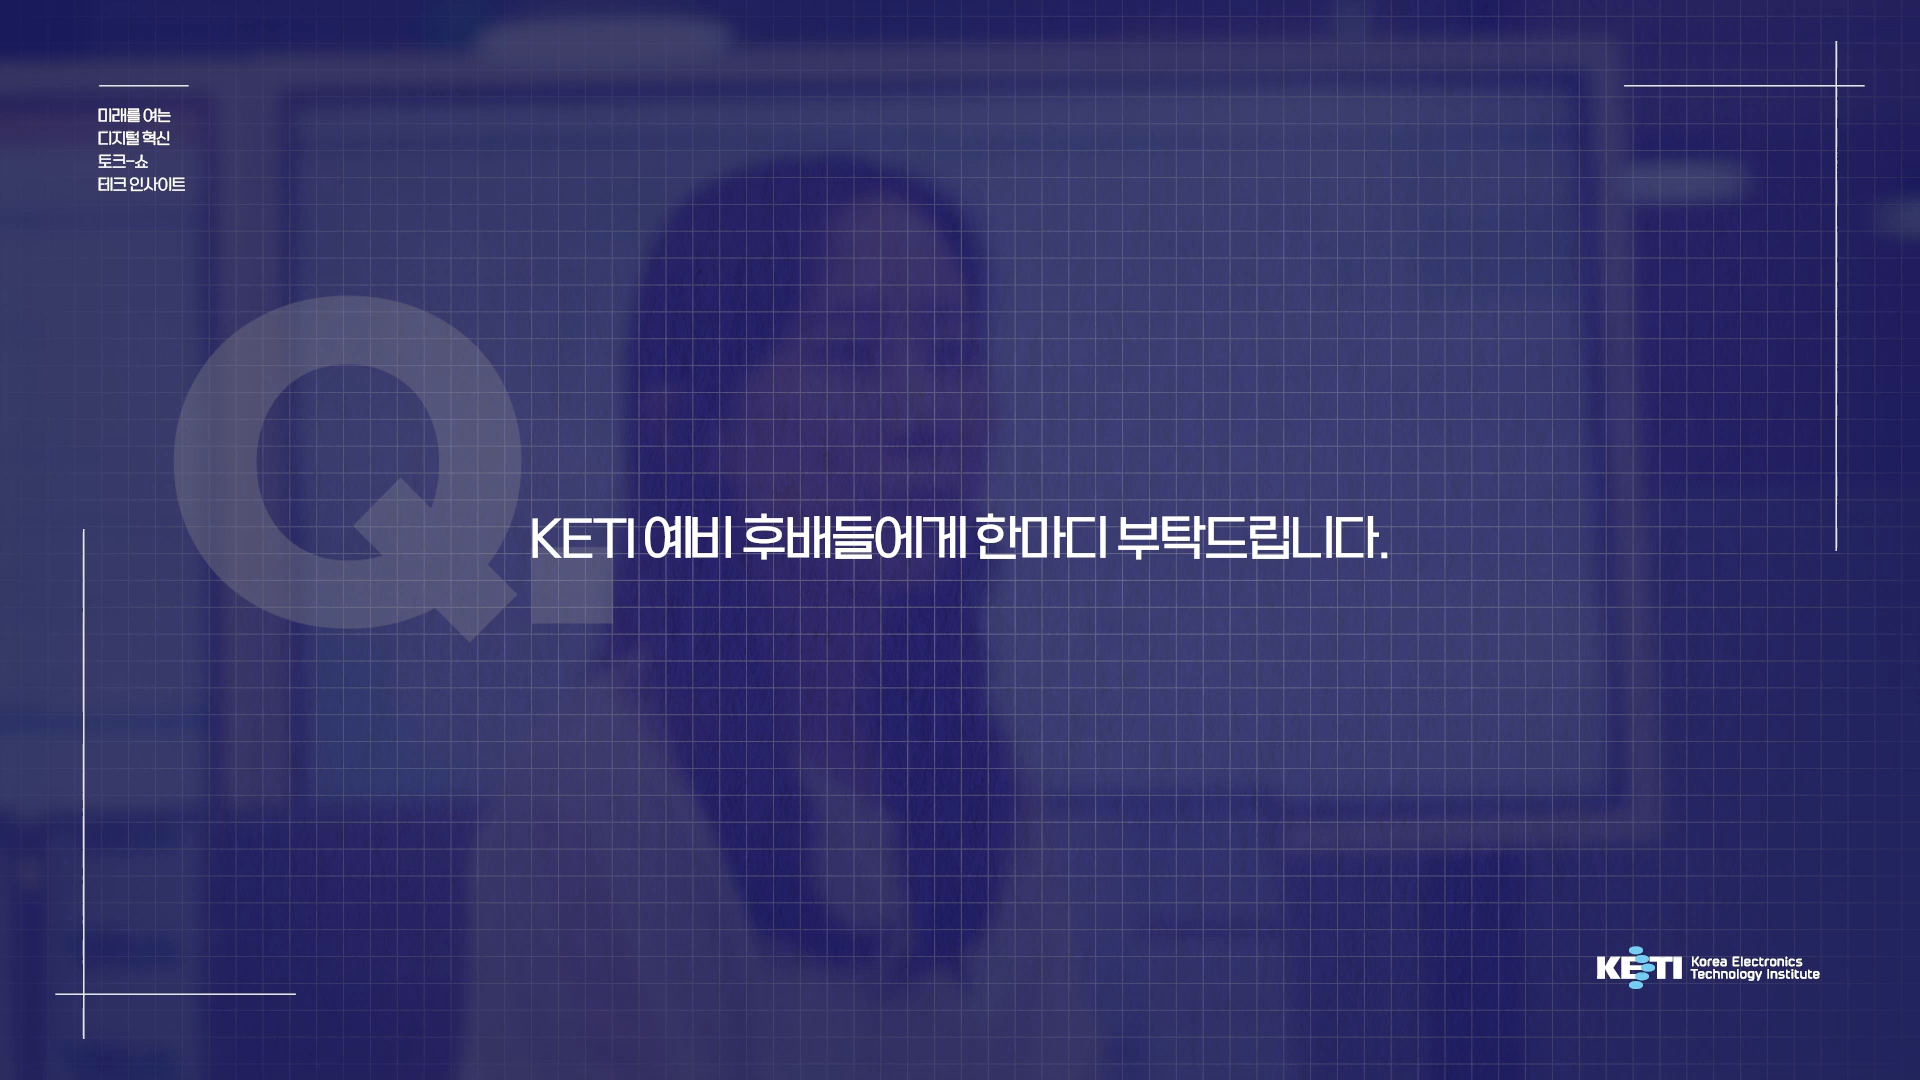 미래를 여는
디지털 혁신
토크-쇼
테크 인사이트
Q.
KETI 예비 후배들에게 한마디 부탁드립니다.
KETI Korea Electronics
Technology Institute